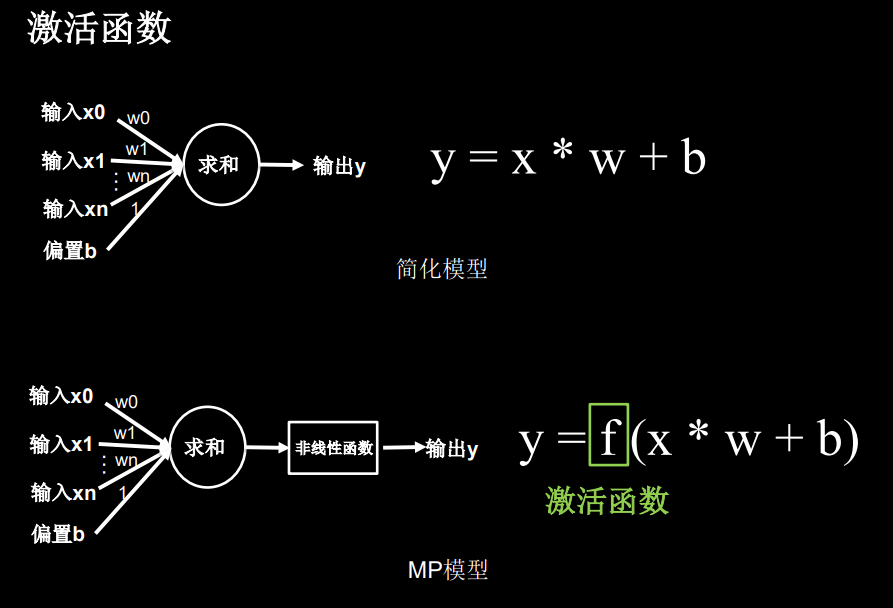 激活函数
输入x0
w0
输入x1
w1
⋮
wn
输入xn
1
偏置b
求和
输出y
y = x * w + b
简化模型
输入x0
w0
输入x1
w1
⋮
wn
输入xn
1
偏置b
求和
非线性函数
输出y
y = f (x * w + b)
激活函数
MP模型